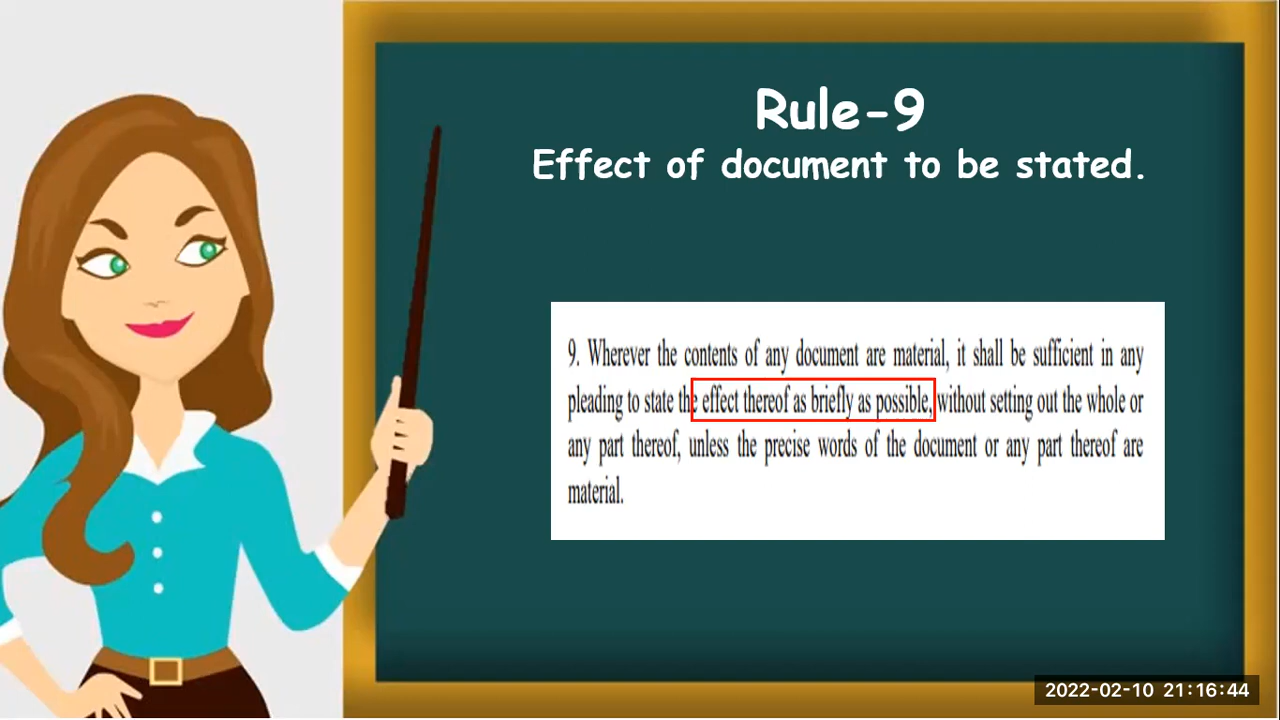 Rule-9
Effect of document to be stated.
9. Wherever the contents of any document are material, it shall be sufficient in any
pleading to state the effect thereof as briefly as possible, without setting out the whole or
any part thereof, unless the precise words of the document or any part thereof are
material.
2022-02-10 21:16:44